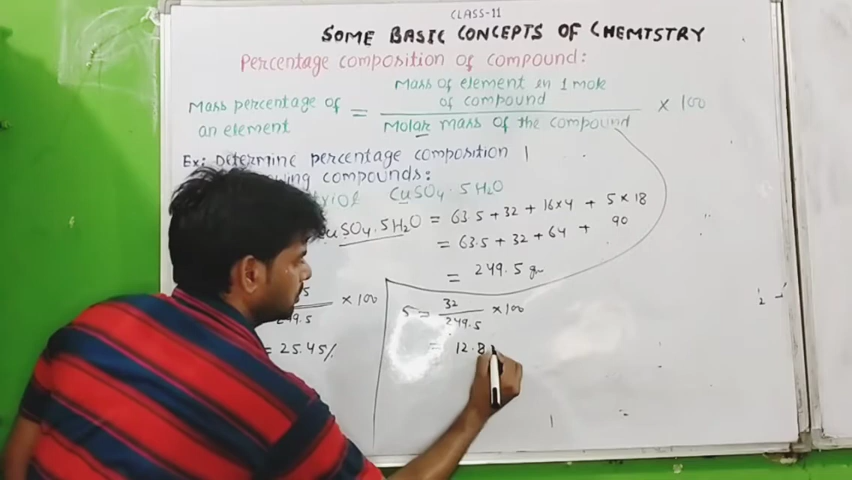 CLASS-11
SOME BASIC CONCEPTS OF CHEMISTRY
Percentage composition of compound:
Mass percentage of an element = Mass of element in 1 mole of compound / Molar mass of the compound × 100
Ex: Determine percentage composition
compounds:
CuSO4·5H2O
SO4·5H2O = 63.5 + 32 + 16×4 + 5×18
= 63.5 + 32 + 64 + 90
= 249.5 gm
× 100
= 25.45%
S = 32 / 249.5 × 100
= 12.8